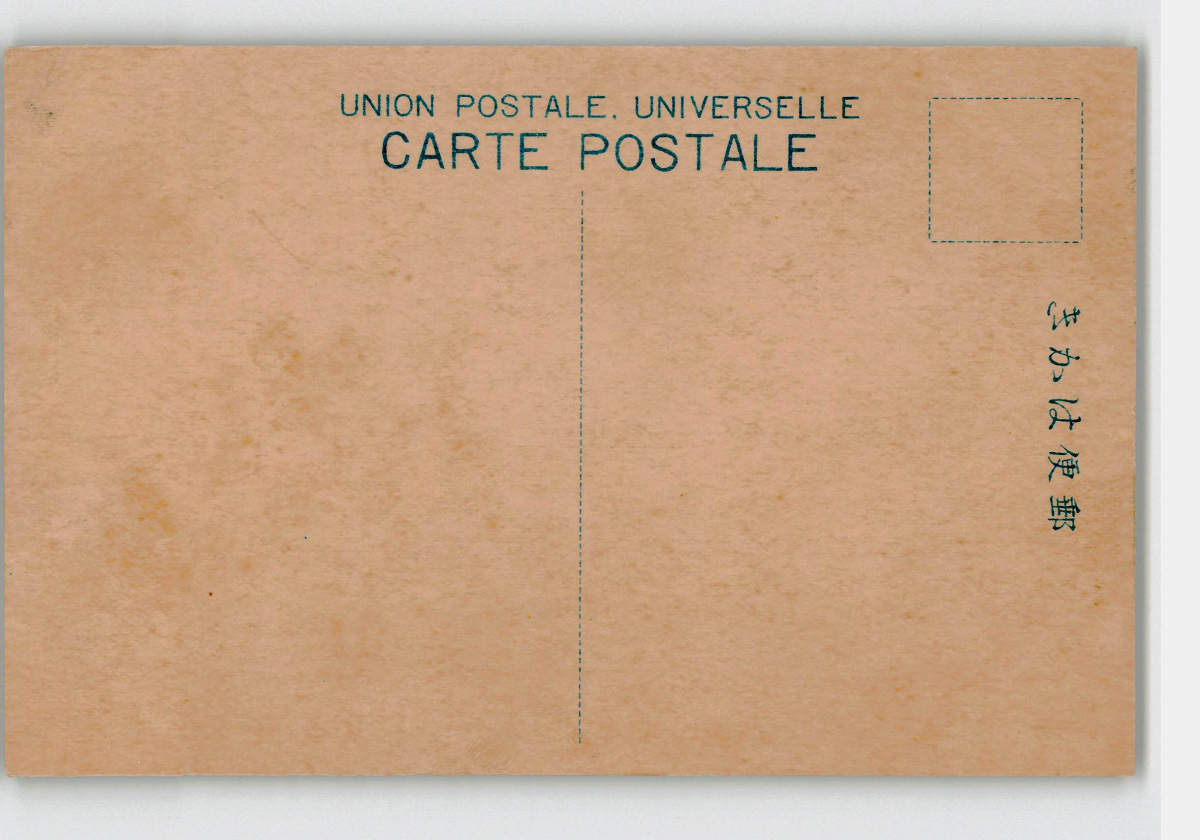 UNION POSTALE. UNIVERSELLE
CARTE POSTALE
郵便はかき